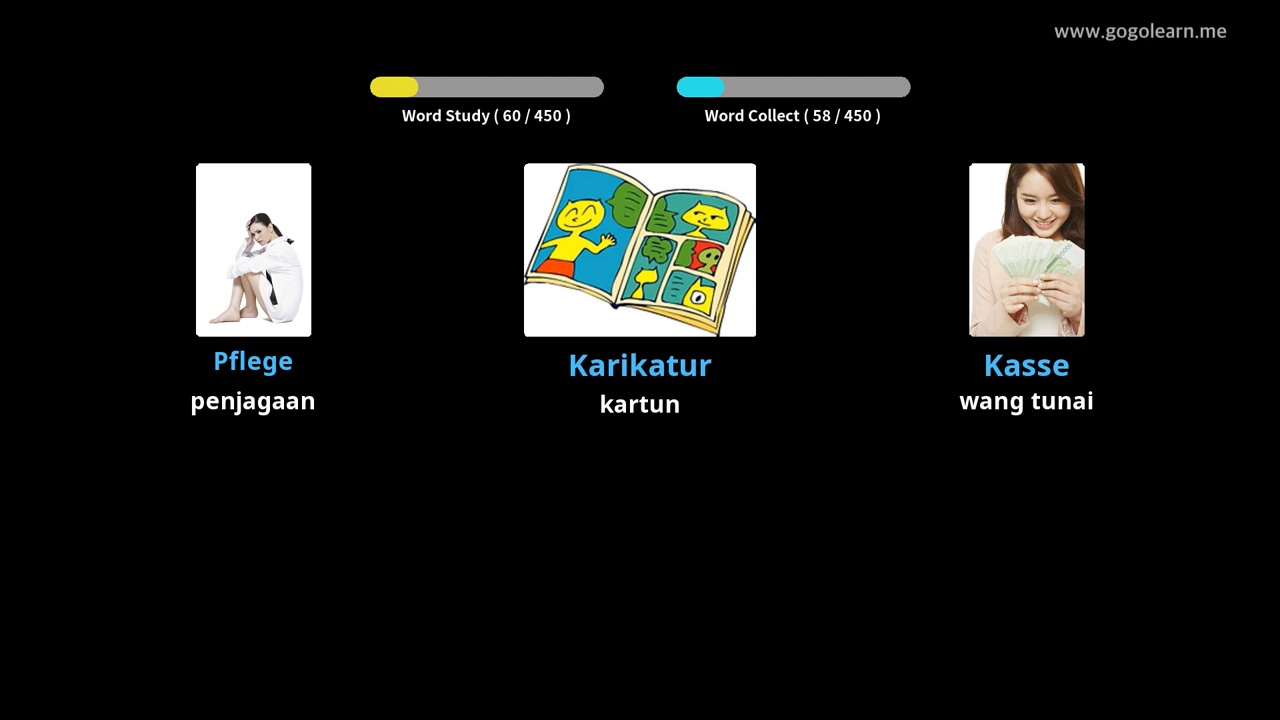 www.gogolearn.me
Word Study ( 60 / 450 )
Word Collect ( 58 / 450 )
Pflege
penjagaan
Karikatur
kartun
Kasse
wang tunai